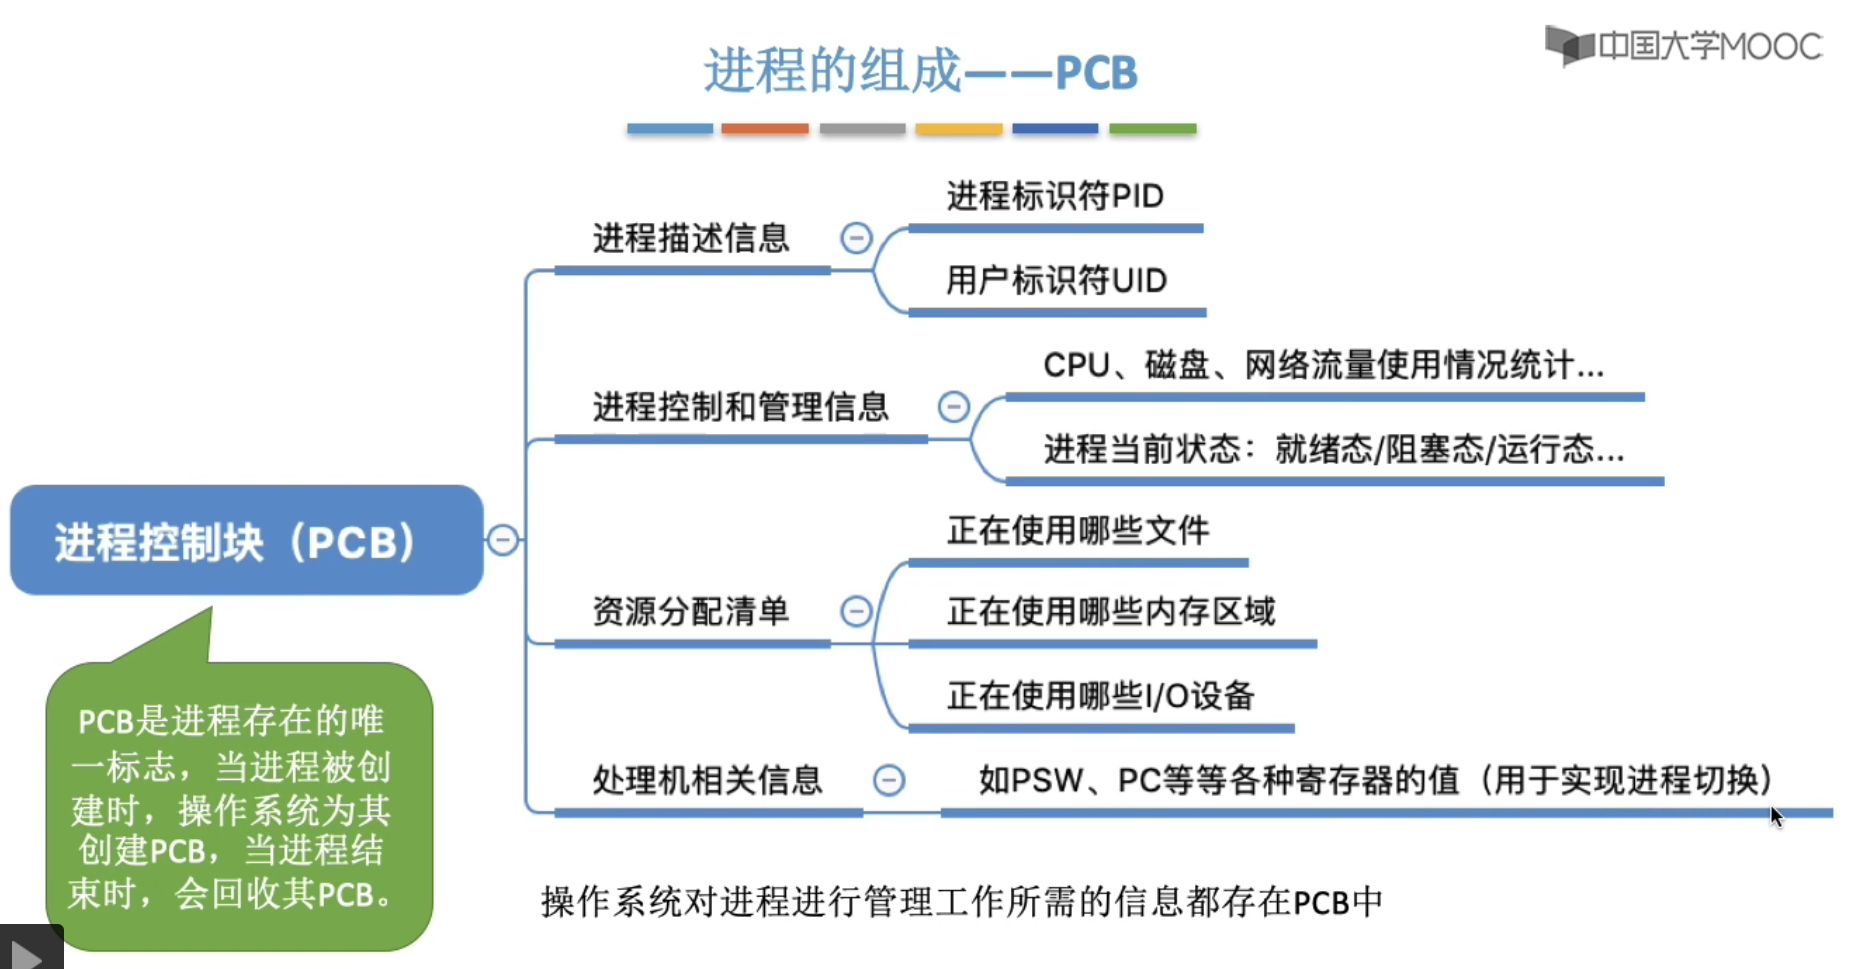 中国大学MOOC
进程的组成——PCB
进程描述信息
进程标识符PID
用户标识符UID
进程控制和管理信息
CPU、磁盘、网络流量使用情况统计...
进程当前状态：就绪态/阻塞态/运行态...
进程控制块（PCB）
资源分配清单
正在使用哪些文件
正在使用哪些内存区域
正在使用哪些I/O设备
处理机相关信息
如PSW、PC等等各种寄存器的值（用于实现进程切换）
PCB是进程存在的唯
一标志，当进程被创
建时，操作系统为其
创建PCB，当进程结
束时，会回收其PCB。
操作系统对进程进行管理工作所需的信息都存在PCB中